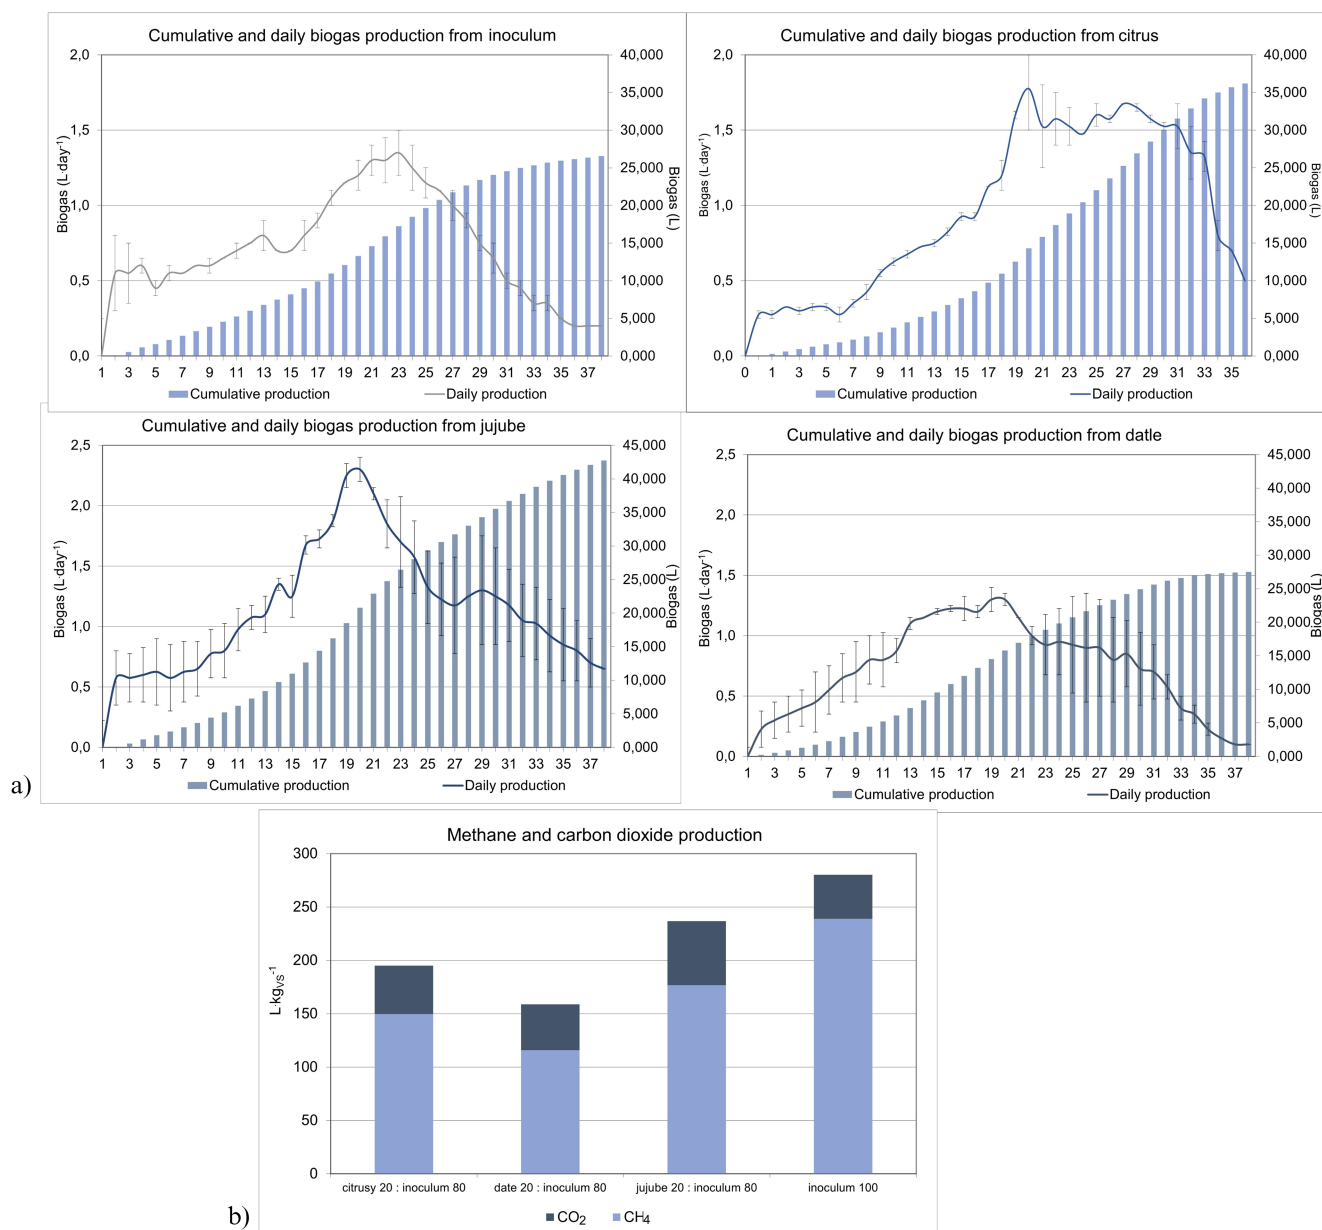 Cumulative and daily biogas production from inoculum
2,0
1,5
1,0
0,5
0,0
Biogas (L·day⁻¹)
40,000
35,000
30,000
25,000
20,000
15,000
10,000
5,000
0,000
Biogas (L)
1 3 5 7 9 11 13 15 17 19 21 23 25 27 29 31 33 35 37
Cumulative production Daily production
Cumulative and daily biogas production from citrus
2,0
1,5
1,0
0,5
0,0
Biogas (L·day⁻¹)
40,000
35,000
30,000
25,000
20,000
15,000
10,000
5,000
0,000
Biogas (L)
0 1 3 5 7 9 11 13 15 17 19 21 23 25 27 29 31 33 35
Cumulative production Daily production
Cumulative and daily biogas production from jujube
2,5
2,0
1,5
1,0
0,5
0,0
Biogas (L·day⁻¹)
45,000
40,000
35,000
30,000
25,000
20,000
15,000
10,000
5,000
0,000
Biogas (L)
1 3 5 7 9 11 13 15 17 19 21 23 25 27 29 31 33 35 37
Cumulative production Daily production
Cumulative and daily biogas production from datle
2,5
2,0
1,5
1,0
0,5
0,0
Biogas (L·day⁻¹)
45,000
40,000
35,000
30,000
25,000
20,000
15,000
10,000
5,000
0,000
Biogas (L)
1 3 5 7 9 11 13 15 17 19 21 23 25 27 29 31 33 35 37
Cumulative production Daily production
a)
Methane and carbon dioxide production
300
250
200
150
100
50
0
L·kgVS⁻¹
citrusy 20 : inoculum 80 date 20 : inoculum 80 jujube 20 : inoculum 80 inoculum 100
CO₂ CH₄
b)